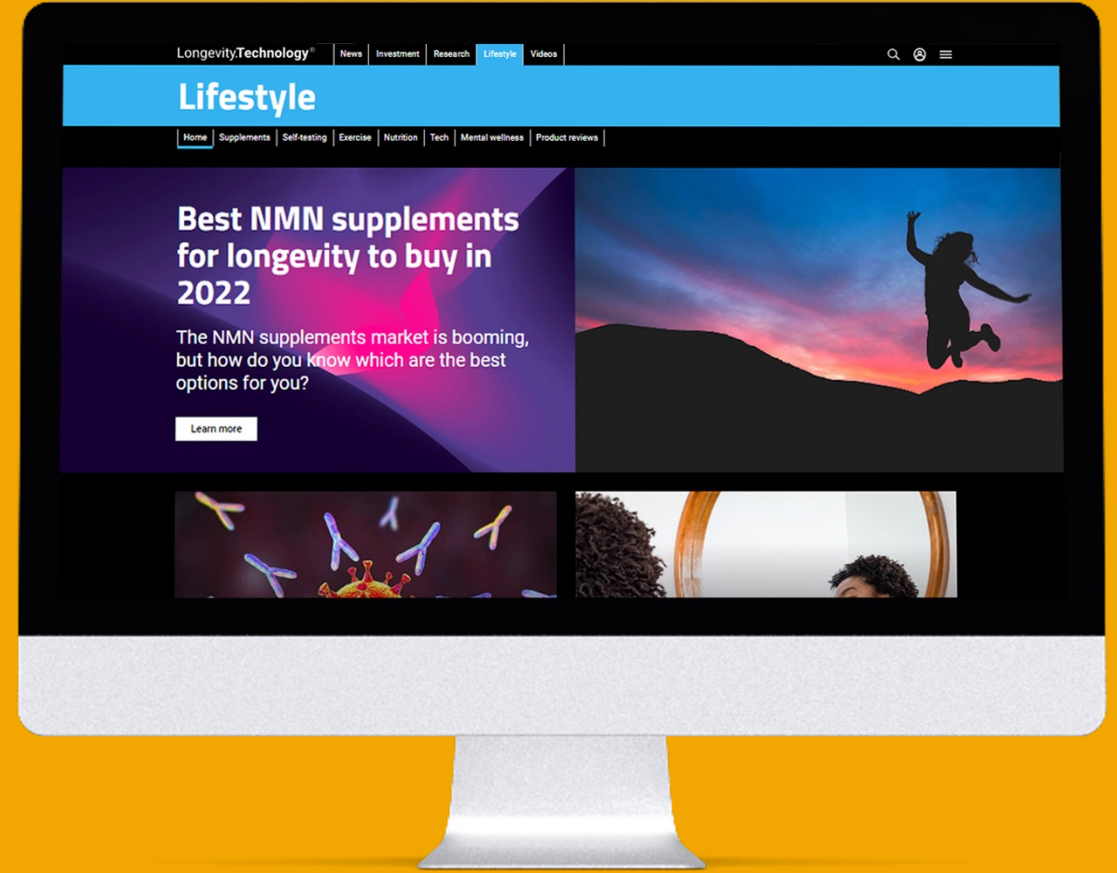 Longevity.Technology®
News Investment Research Lifestyle Videos
Lifestyle
Home Supplements Self-testing Exercise Nutrition Tech Mental wellness Product reviews
Best NMN supplements
for longevity to buy in
2022
The NMN supplements market is booming,
but how do you know which are the best
options for you?
Learn more